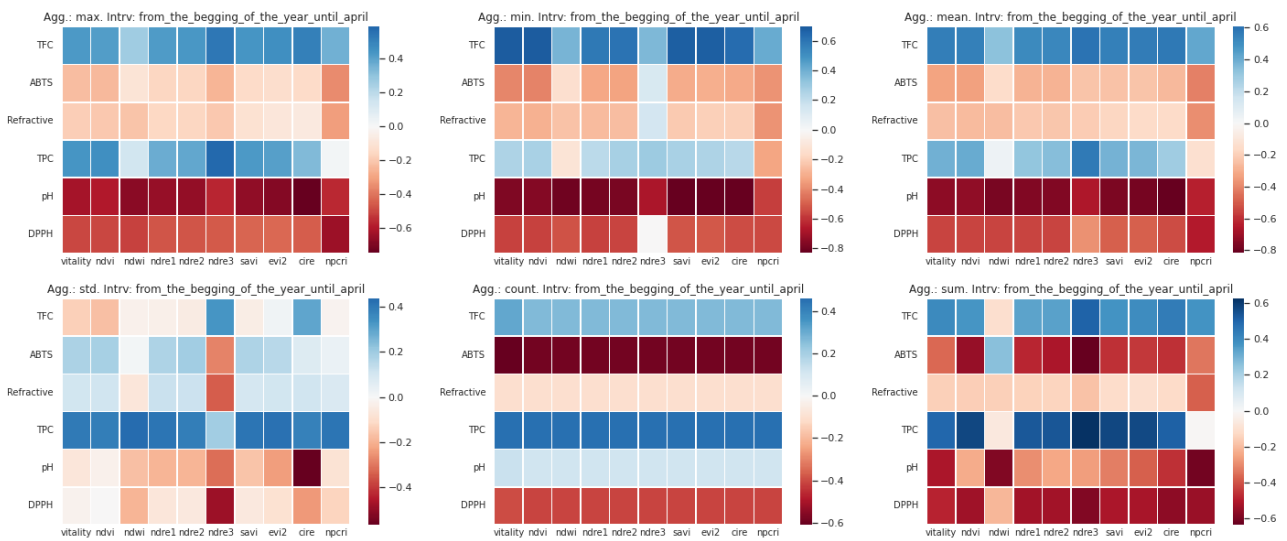 Agg.: max. Intrv: from_the_begging_of_the_year_until_april
TFC
ABTS
Refractive
TPC
pH
DPPH
vitality ndvi ndwi ndre1 ndre2 ndre3 savi evi2 cire npcri
0.4
0.2
0.0
−0.2
−0.4
−0.6
Agg.: min. Intrv: from_the_begging_of_the_year_until_april
vitality ndvi ndwi ndre1 ndre2 ndre3 savi evi2 cire npcri
0.6
0.4
0.2
0.0
−0.2
−0.4
−0.6
−0.8
Agg.: mean. Intrv: from_the_begging_of_the_year_until_april
TFC
ABTS
Refractive
TPC
pH
DPPH
vitality ndvi ndwi ndre1 ndre2 ndre3 savi evi2 cire npcri
0.6
0.4
0.2
0.0
−0.2
−0.4
−0.6
−0.8
Agg.: std. Intrv: from_the_begging_of_the_year_until_april
TFC
ABTS
Refractive
TPC
pH
DPPH
vitality ndvi ndwi ndre1 ndre2 ndre3 savi evi2 cire npcri
0.4
0.2
0.0
−0.2
−0.4
Agg.: count. Intrv: from_the_begging_of_the_year_until_april
TFC
ABTS
Refractive
TPC
pH
DPPH
vitality ndvi ndwi ndre1 ndre2 ndre3 savi evi2 cire npcri
0.4
0.2
0.0
−0.2
−0.4
−0.6
Agg.: sum. Intrv: from_the_begging_of_the_year_until_april
TFC
ABTS
Refractive
TPC
pH
DPPH
vitality ndvi ndwi ndre1 ndre2 ndre3 savi evi2 cire npcri
0.6
0.4
0.2
0.0
−0.2
−0.4
−0.6